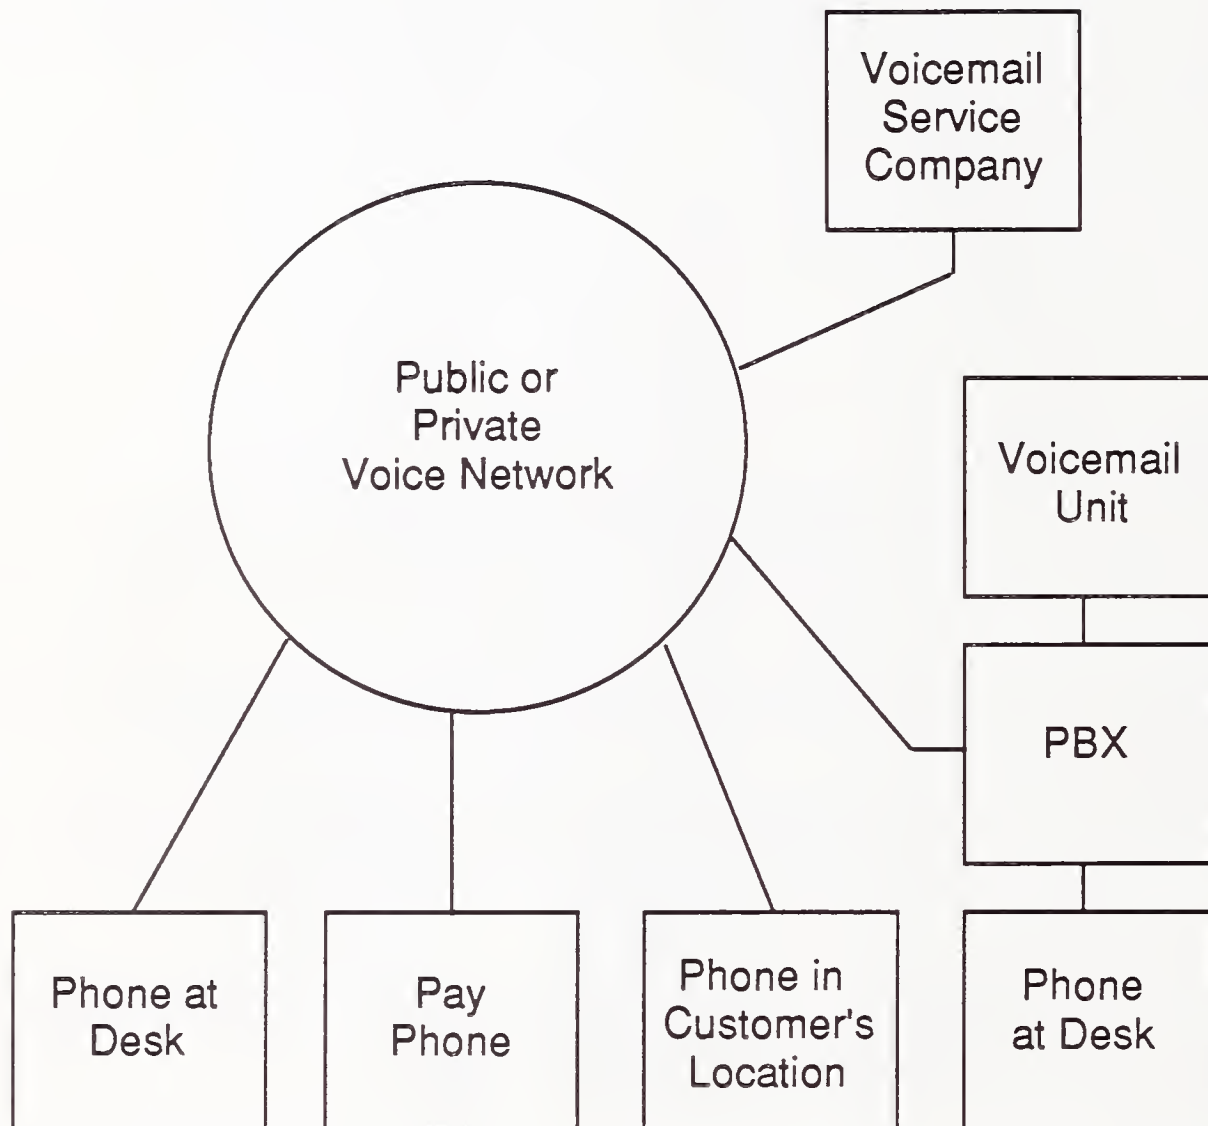 Voicemail
Service
Company
Public or
Private
Voice Network
Voicemail
Unit
PBX
Phone at
Desk
Pay
Phone
Phone in
Customer's
Location
Phone
at Desk